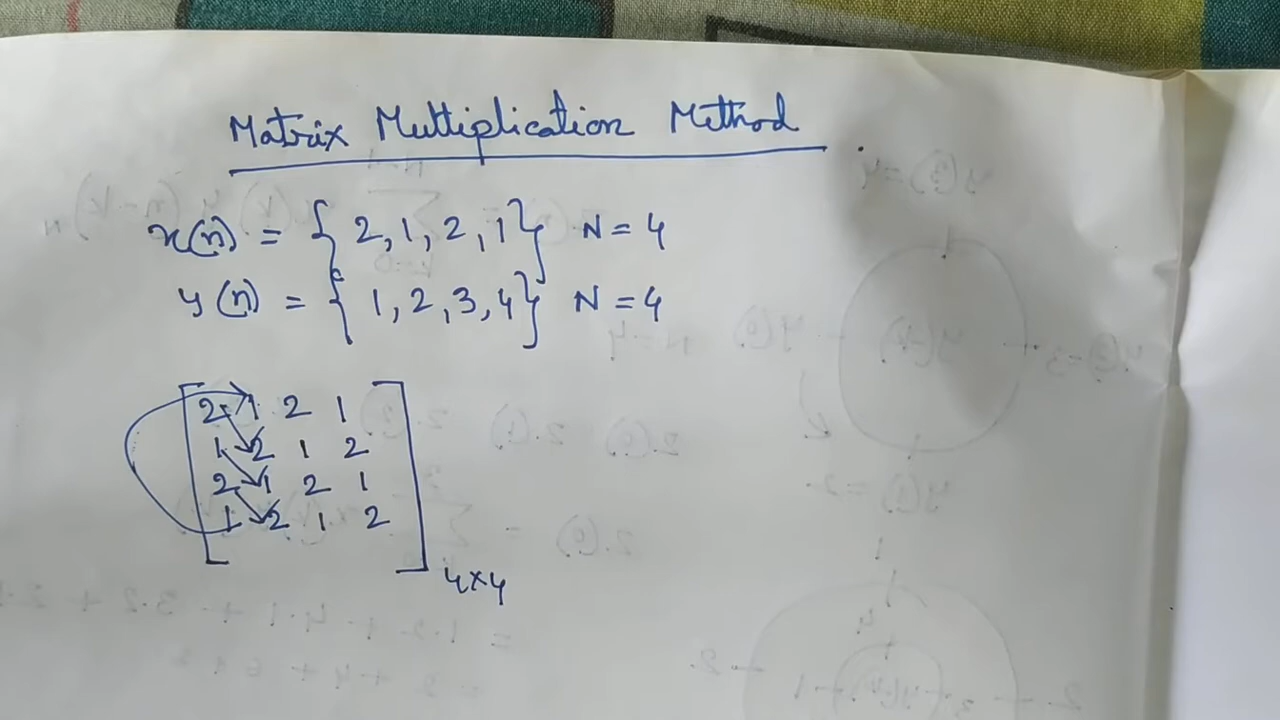 Matrix Multiplication Method
x(n) = { 2, 1, 2, 1 } N = 4
y(n) = { 1, 2, 3, 4 } N = 4
2 1 2 1
1 2 1 2
2 1 2 1
1 2 1 2
4×4